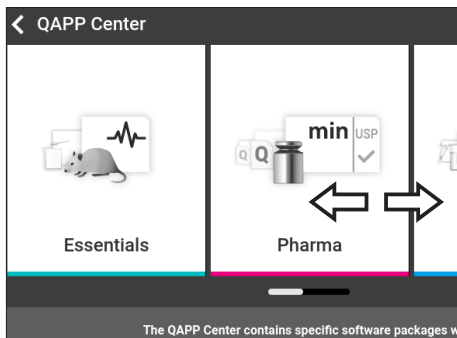 QAPP Center
min USP
Q Q
Essentials
Pharma
The QAPP Center contains specific software packages w